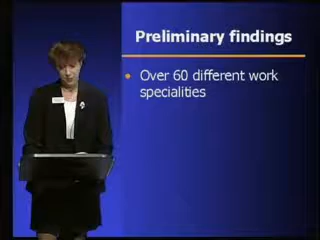 Preliminary findings
• Over 60 different work
specialities